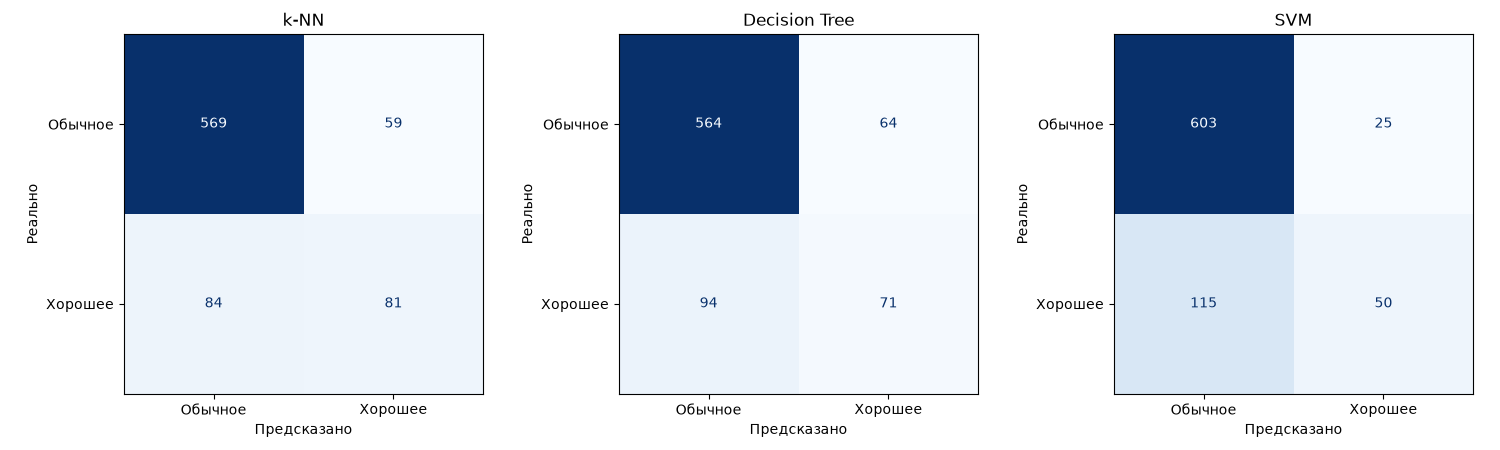 k-NN
Реально
Обычное
569
59
Хорошее
84
81
Обычное
Хорошее
Предсказано
Decision Tree
Реально
Обычное
564
64
Хорошее
94
71
Обычное
Хорошее
Предсказано
SVM
Реально
Обычное
603
25
Хорошее
115
50
Обычное
Хорошее
Предсказано